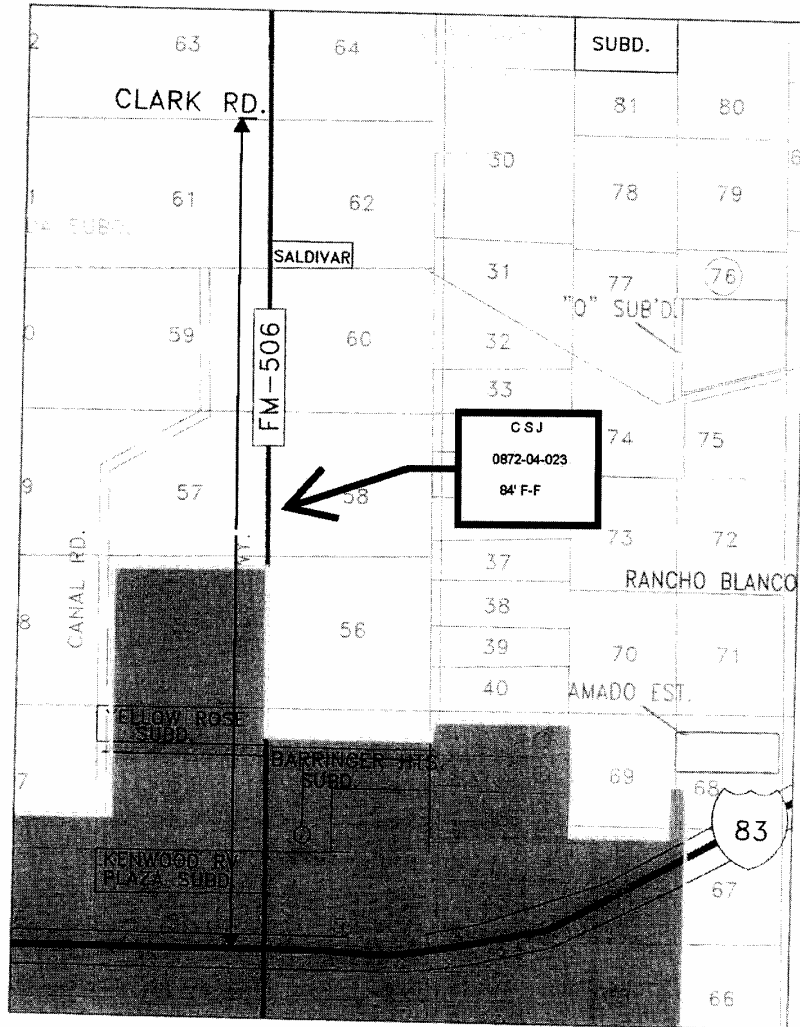 63
64
SUBD.
CLARK RD.
81
80
30
61
62
78
79
SUBD.
SALDIVAR
31
77
76
"O" SUB'D.
59
60
32
FM-506
33
CSJ
0872-04-023
84' F-F
74
75
57
58
73
72
CANAL RD.
37
RANCHO BLANCO
38
56
39
70
71
40
AMADO EST.
YELLOW ROSE
SUBD.
BARRINGER HTS.
SUBD.
69
68
83
KENWOOD RV
PLAZA SUBD
67
66